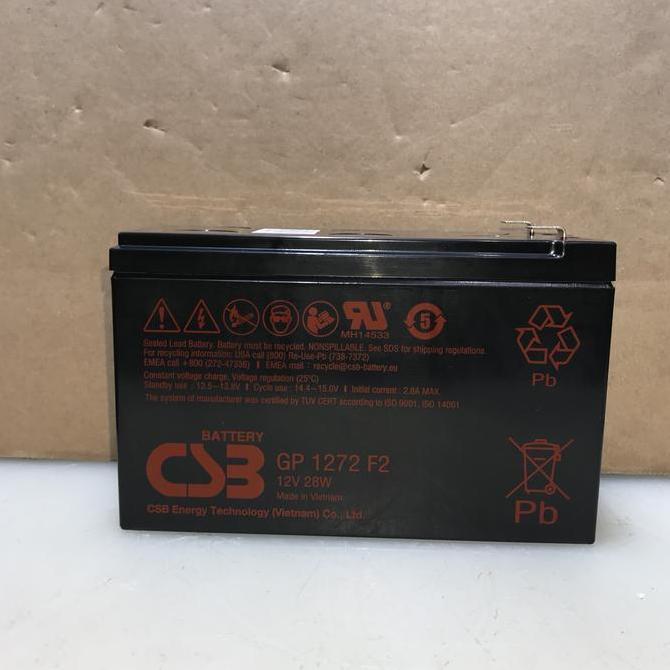 MH14533
5
Sealed Lead Battery. Battery must be recycled. NONSPILLABLE. See SDS for further safety regulations.
For recycling information: USA call (800) Re-Use-Pb (738-7372)
EMEA call +800 (272-47336) I EMEA mail : recycle@csb-battery.eu
Constant voltage charge. Voltage regulation (25°C)
Standby use : 13.5~13.8V I Cycle use : 14.4~15.0V I Initial current : 2.8A MAX.
The system of manufacturer was certified by TUV CERT according to ISO 9001, ISO 14001
Pb
BATTERY
CSB
GP 1272 F2
12V 28W
Made in Vietnam
CSB Energy Technology (Vietnam) Co., Ltd.
Pb